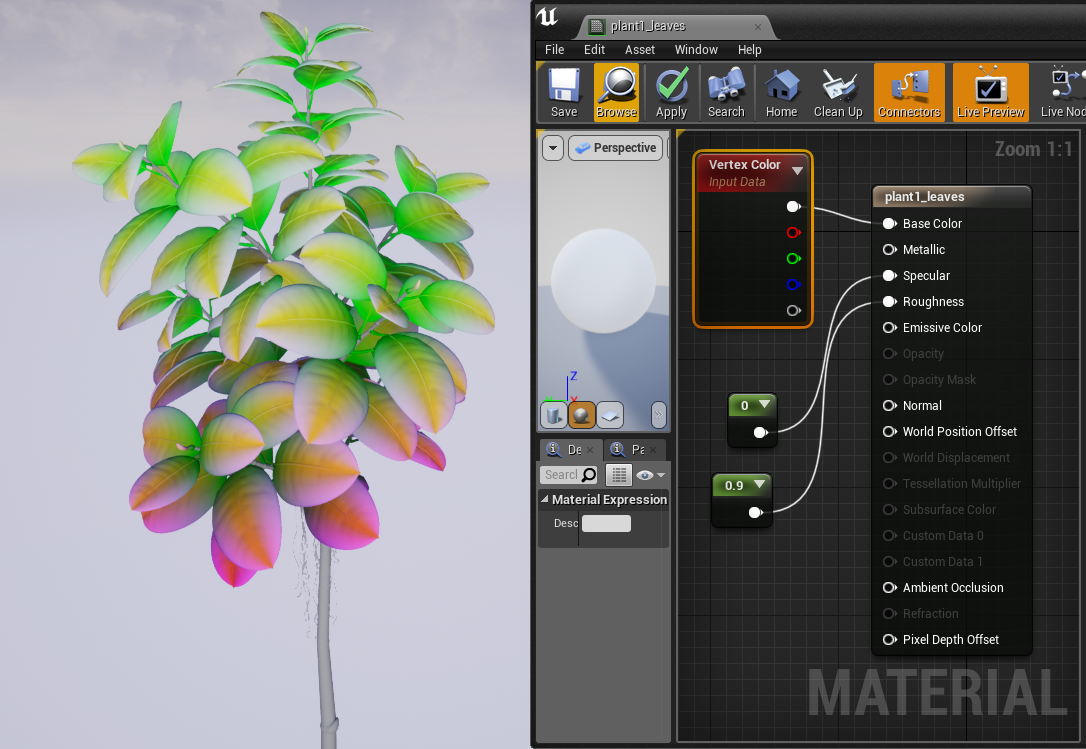 plant1_leaves
File Edit Asset Window Help
Save Browse Apply Search Home Clean Up Connectors Live Preview Live Nod
Perspective
Zoom 1:1
Vertex Color
Input Data
plant1_leaves
Base Color
Metallic
Specular
Roughness
Emissive Color
Opacity
Opacity Mask
Normal
World Position Offset
World Displacement
Tessellation Multiplier
Subsurface Color
Custom Data 0
Custom Data 1
Ambient Occlusion
Refraction
Pixel Depth Offset
0
0.9
Z
X
De Pa
Searcl
Material Expression
Desc
MATERIAL